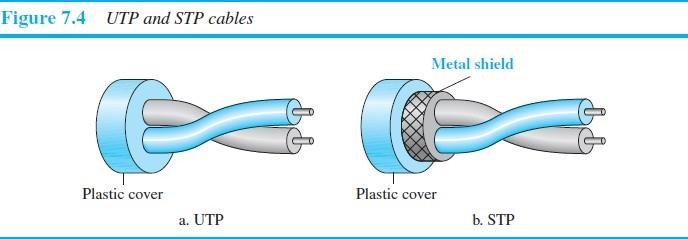 Figure 7.4 UTP and STP cables
Metal shield
Plastic cover
Plastic cover
a. UTP
b. STP